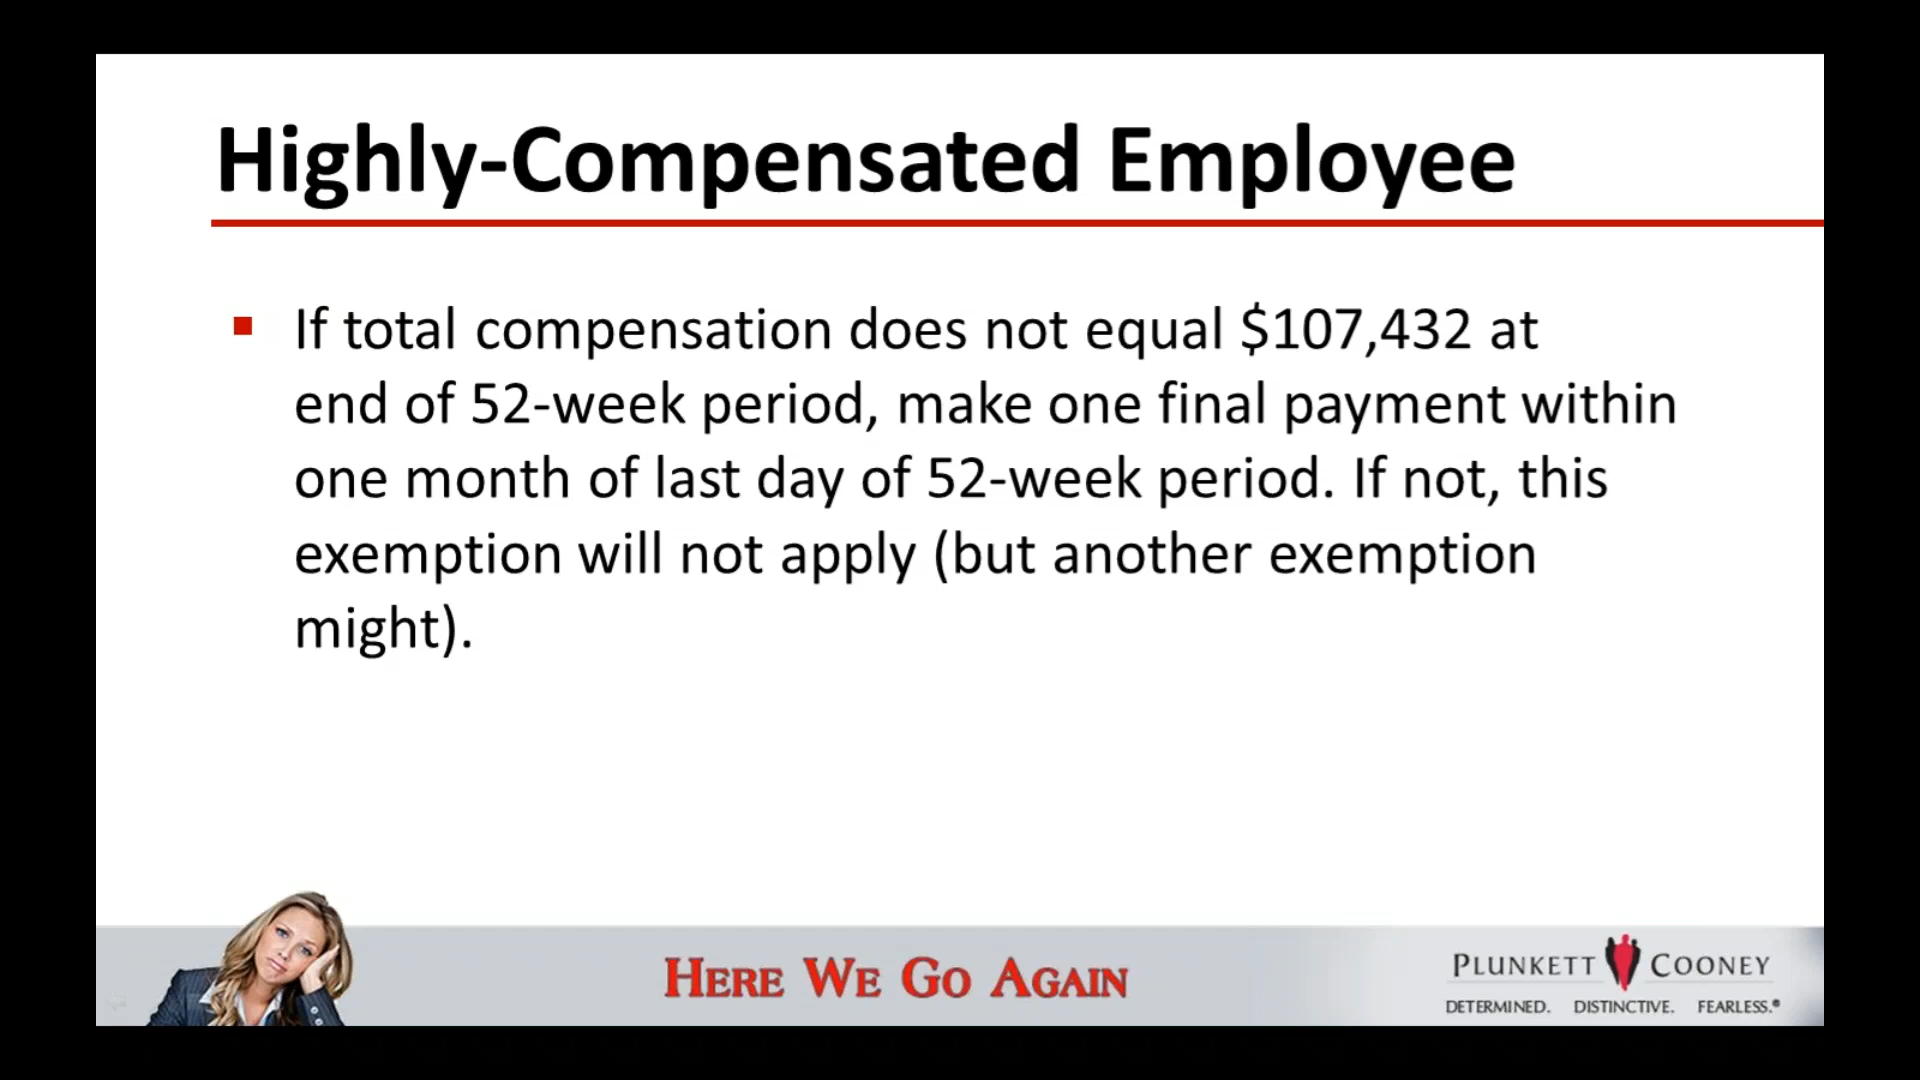 Highly-Compensated Employee
If total compensation does not equal $107,432 at
end of 52-week period, make one final payment within
one month of last day of 52-week period. If not, this
exemption will not apply (but another exemption
might).
HERE WE GO AGAIN
PLUNKETT COONEY
DETERMINED. DISTINCTIVE. FEARLESS.®